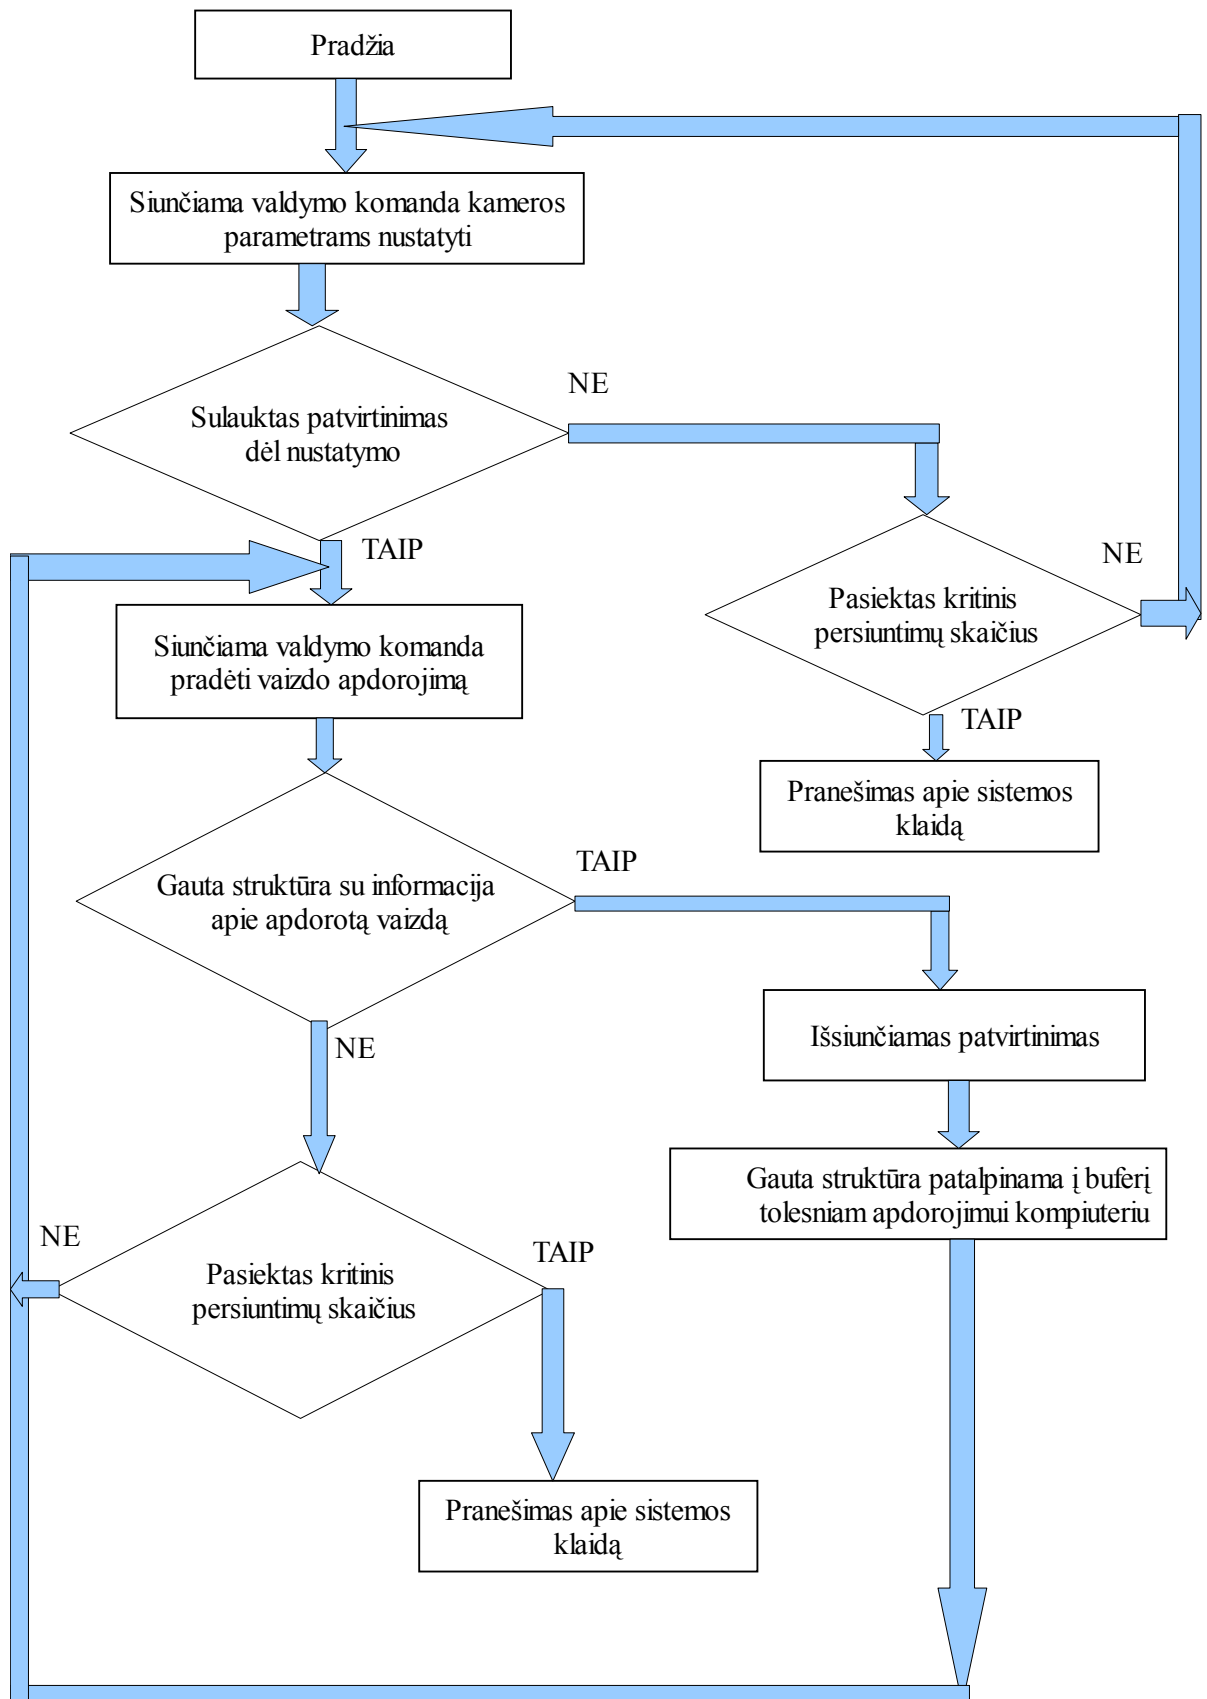 Pradžia
Siunčiama valdymo komanda kameros
parametrams nustatyti
NE
Sulauktas patvirtinimas
dėl nustatymo
TAIP
NE
Pasiektas kritinis
persiuntimų skaičius
Siunčiama valdymo komanda
pradėti vaizdo apdorojimą
TAIP
Pranešimas apie sistemos
klaidą
TAIP
Gauta struktūra su informacija
apie apdorotą vaizdą
Išsiunčiamas patvirtinimas
NE
Gauta struktūra patalpinama į buferį
tolesniam apdorojimui kompiuteriu
NE
TAIP
Pasiektas kritinis
persiuntimų skaičius
Pranešimas apie sistemos
klaidą